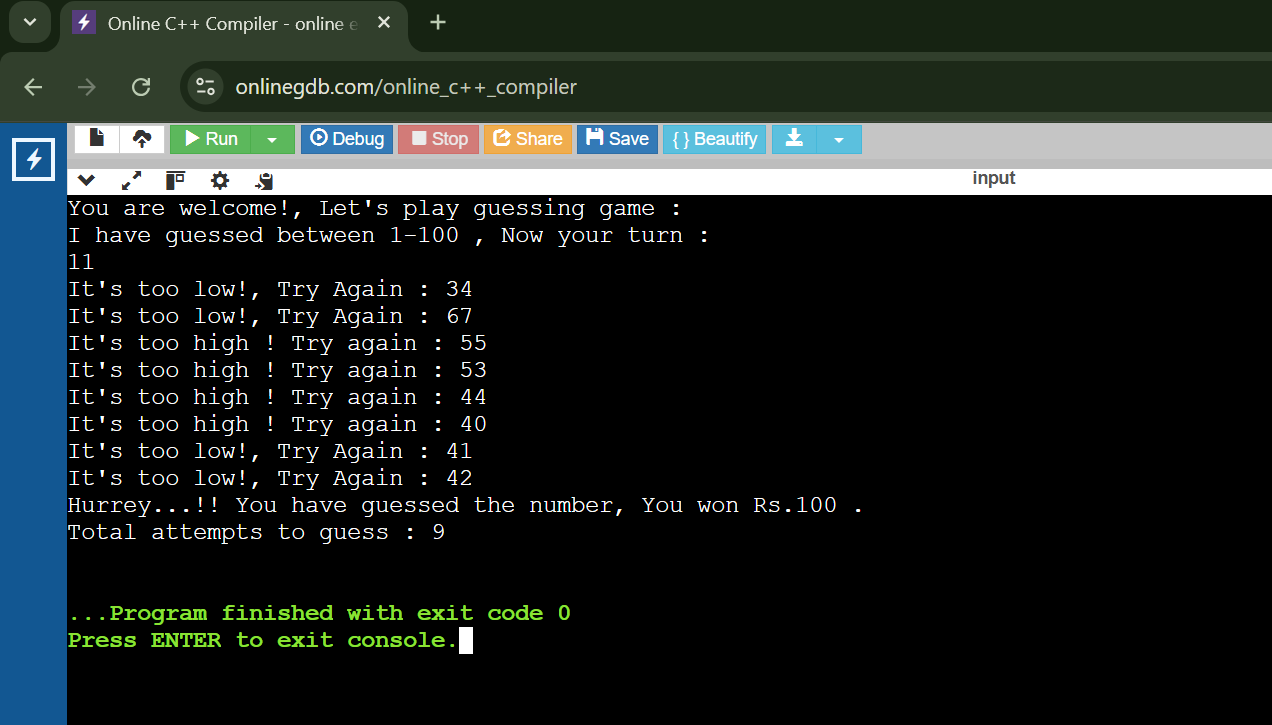 Online C++ Compiler - online e
onlinegdb.com/online_c++_compiler
Run Debug Stop Share Save { } Beautify
input
You are welcome!, Let's play guessing game :
I have guessed between 1-100 , Now your turn :
11
It's too low!, Try Again : 34
It's too low!, Try Again : 67
It's too high ! Try again : 55
It's too high ! Try again : 53
It's too high ! Try again : 44
It's too high ! Try again : 40
It's too low!, Try Again : 41
It's too low!, Try Again : 42
Hurrey...!! You have guessed the number, You won Rs.100 .
Total attempts to guess : 9
...Program finished with exit code 0
Press ENTER to exit console.